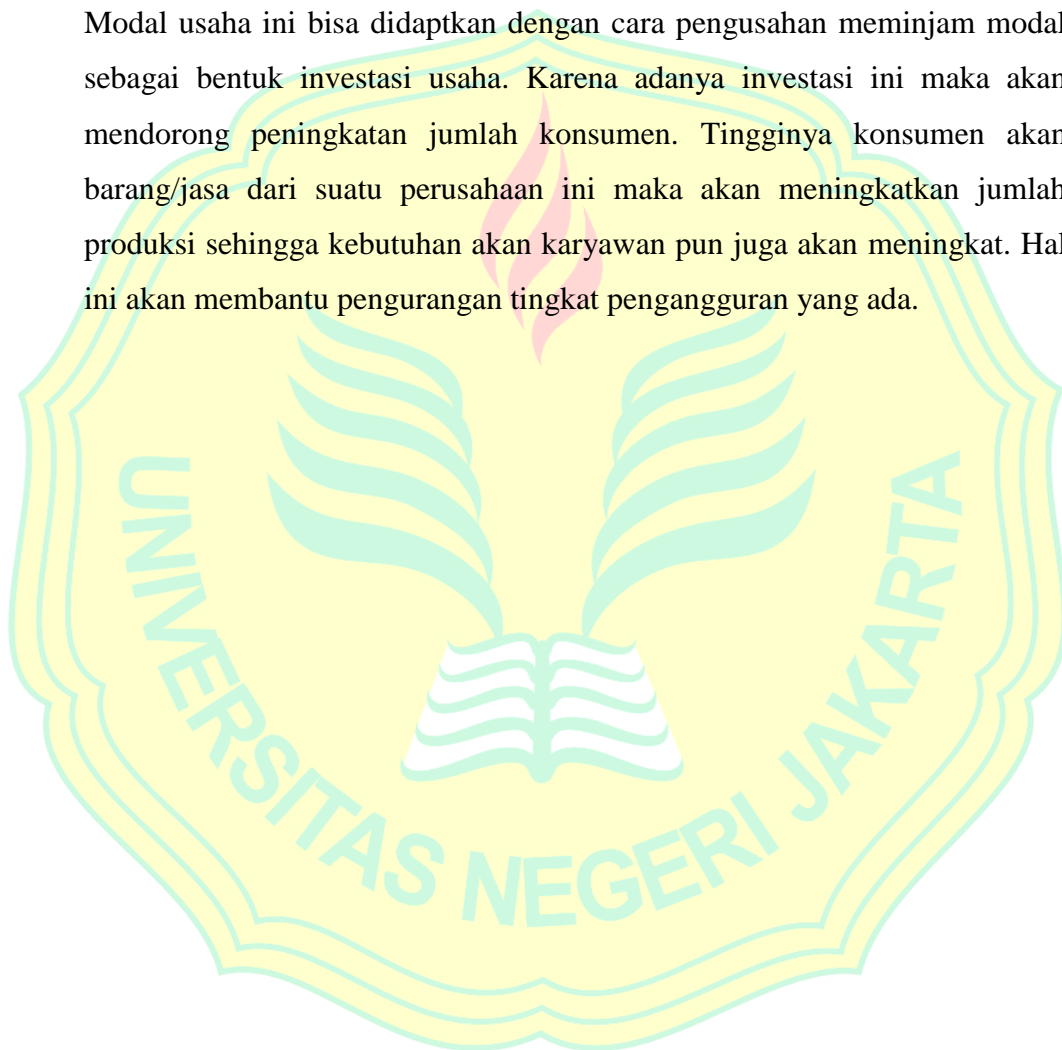 Modal usaha ini bisa didaptkan dengan cara pengusahan meminjam modal
sebagai bentuk investasi usaha. Karena adanya investasi ini maka akan
mendorong peningkatan jumlah konsumen. Tingginya konsumen akan
barang/jasa dari suatu perusahaan ini maka akan meningkatkan jumlah
produksi sehingga kebutuhan akan karyawan pun juga akan meningkat. Hal
ini akan membantu pengurangan tingkat pengangguran yang ada.
UNIVERSITAS NEGERI JAKARTA